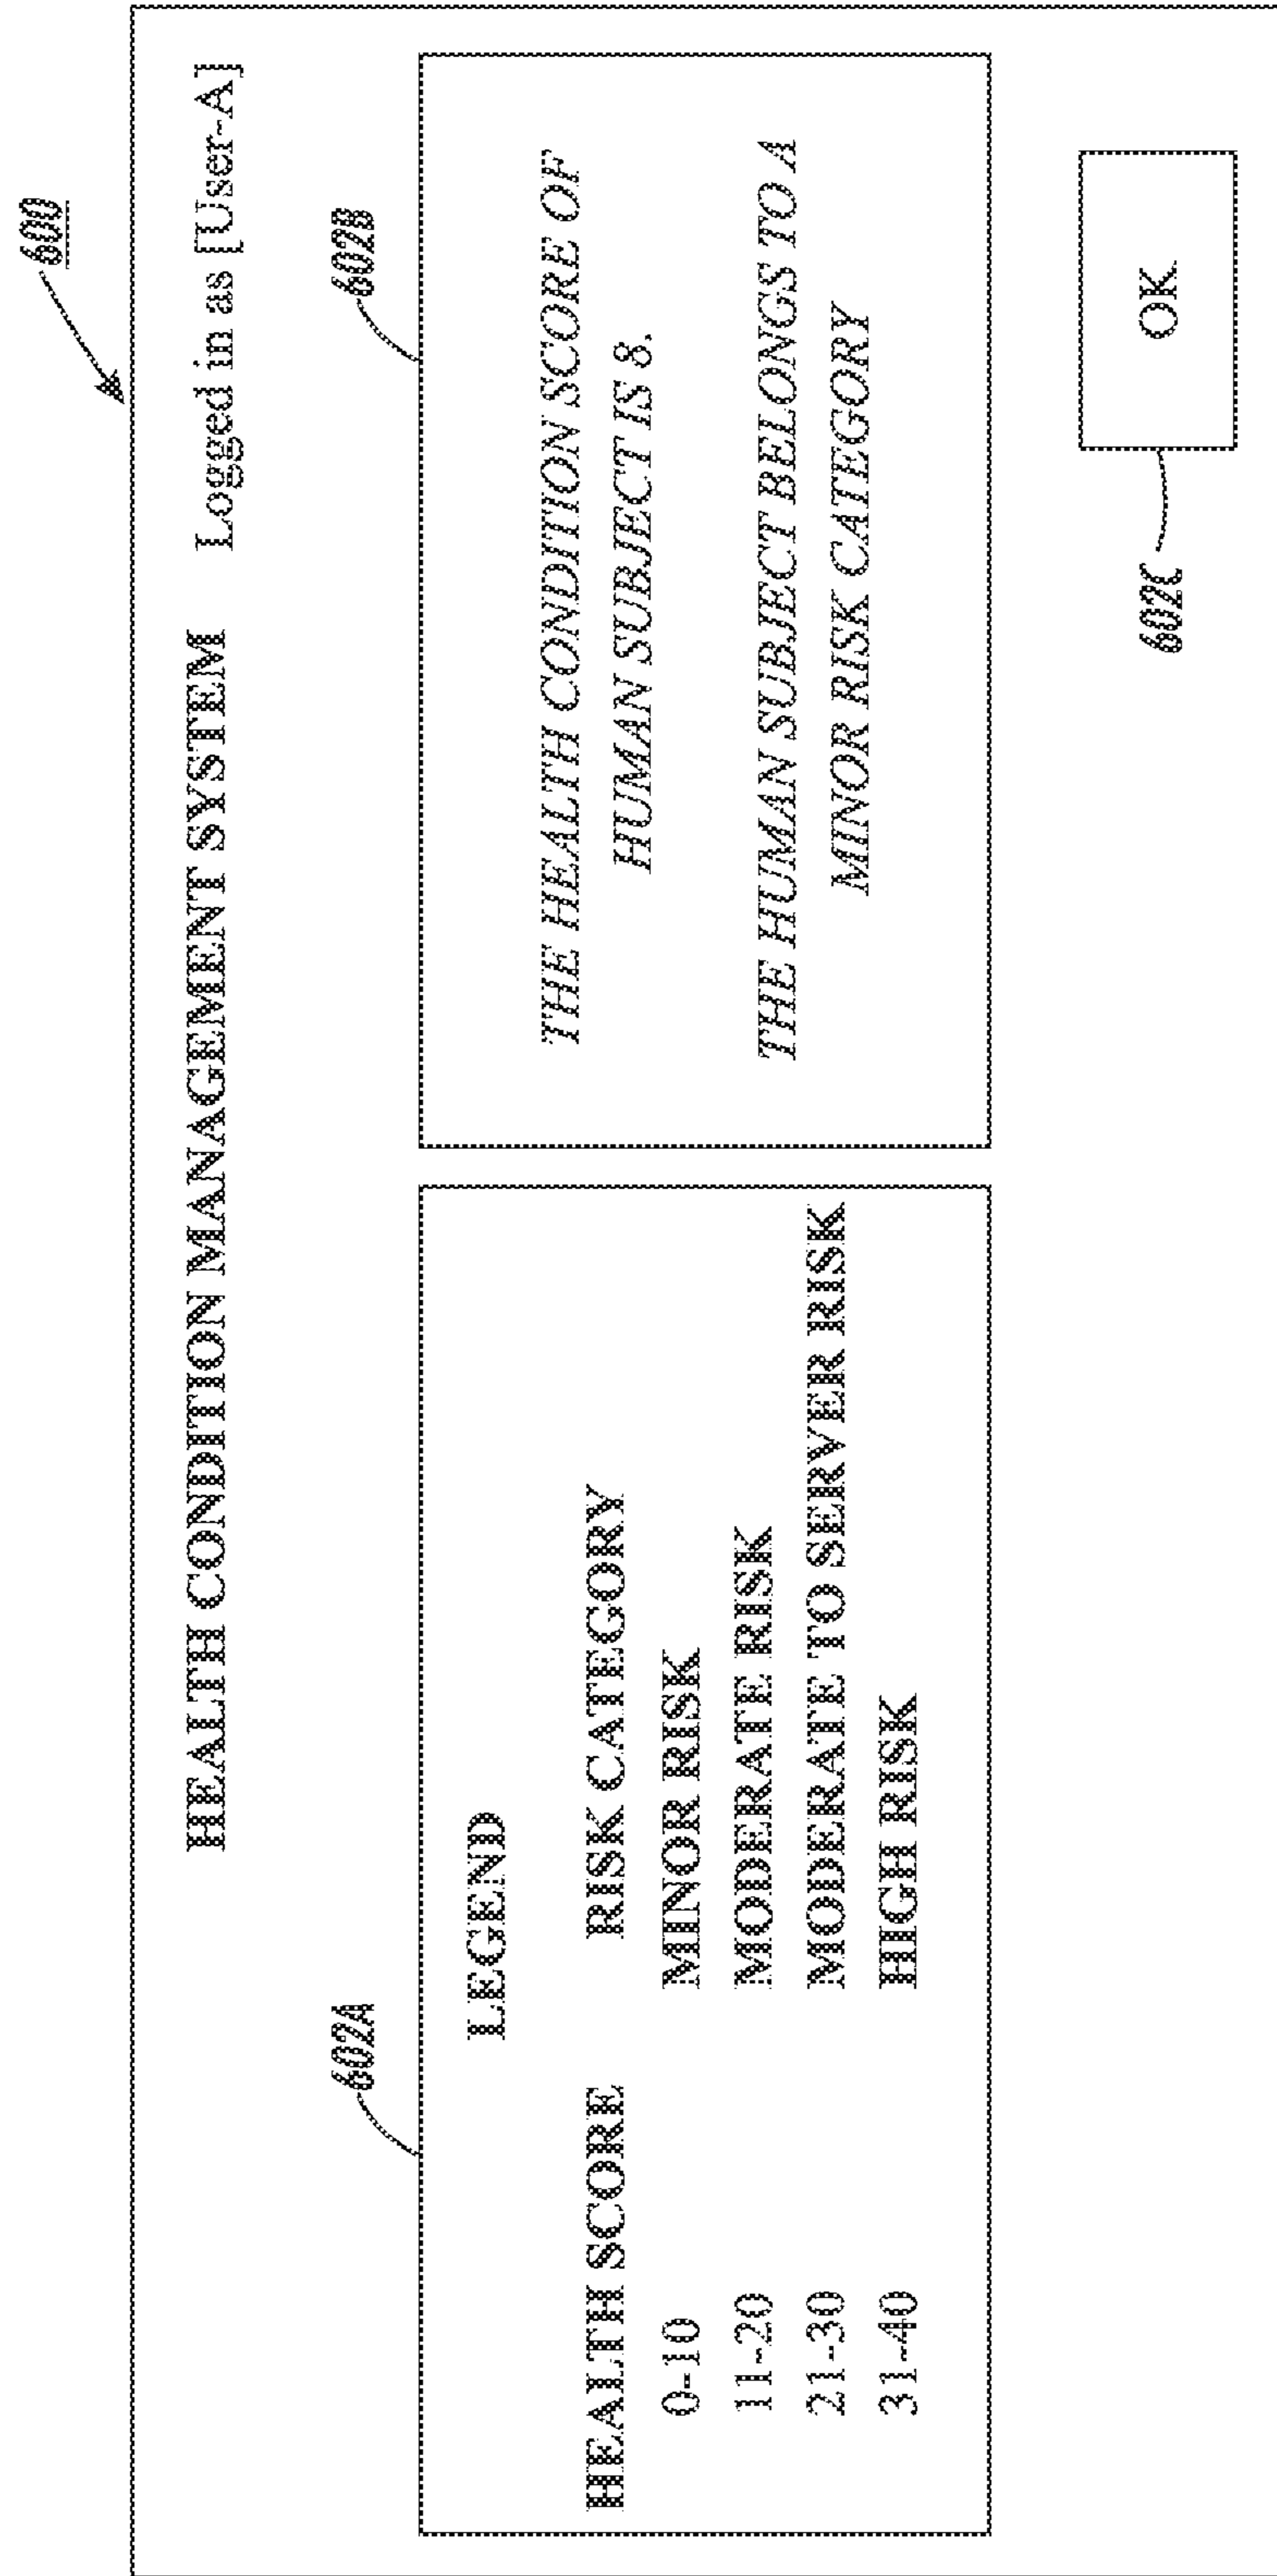 600
HEALTH CONDITION MANAGEMENT SYSTEM Logged in as [User-A]
602A
LEGEND
HEALTH SCORE RISK CATEGORY
0-10 MINOR RISK
11-20 MODERATE RISK
21-30 MODERATE TO SERVER RISK
31-40 HIGH RISK
602B
THE HEALTH CONDITION SCORE OF
HUMAN SUBJECT IS 8.
THE HUMAN SUBJECT BELONGS TO A
MINOR RISK CATEGORY
602C
OK